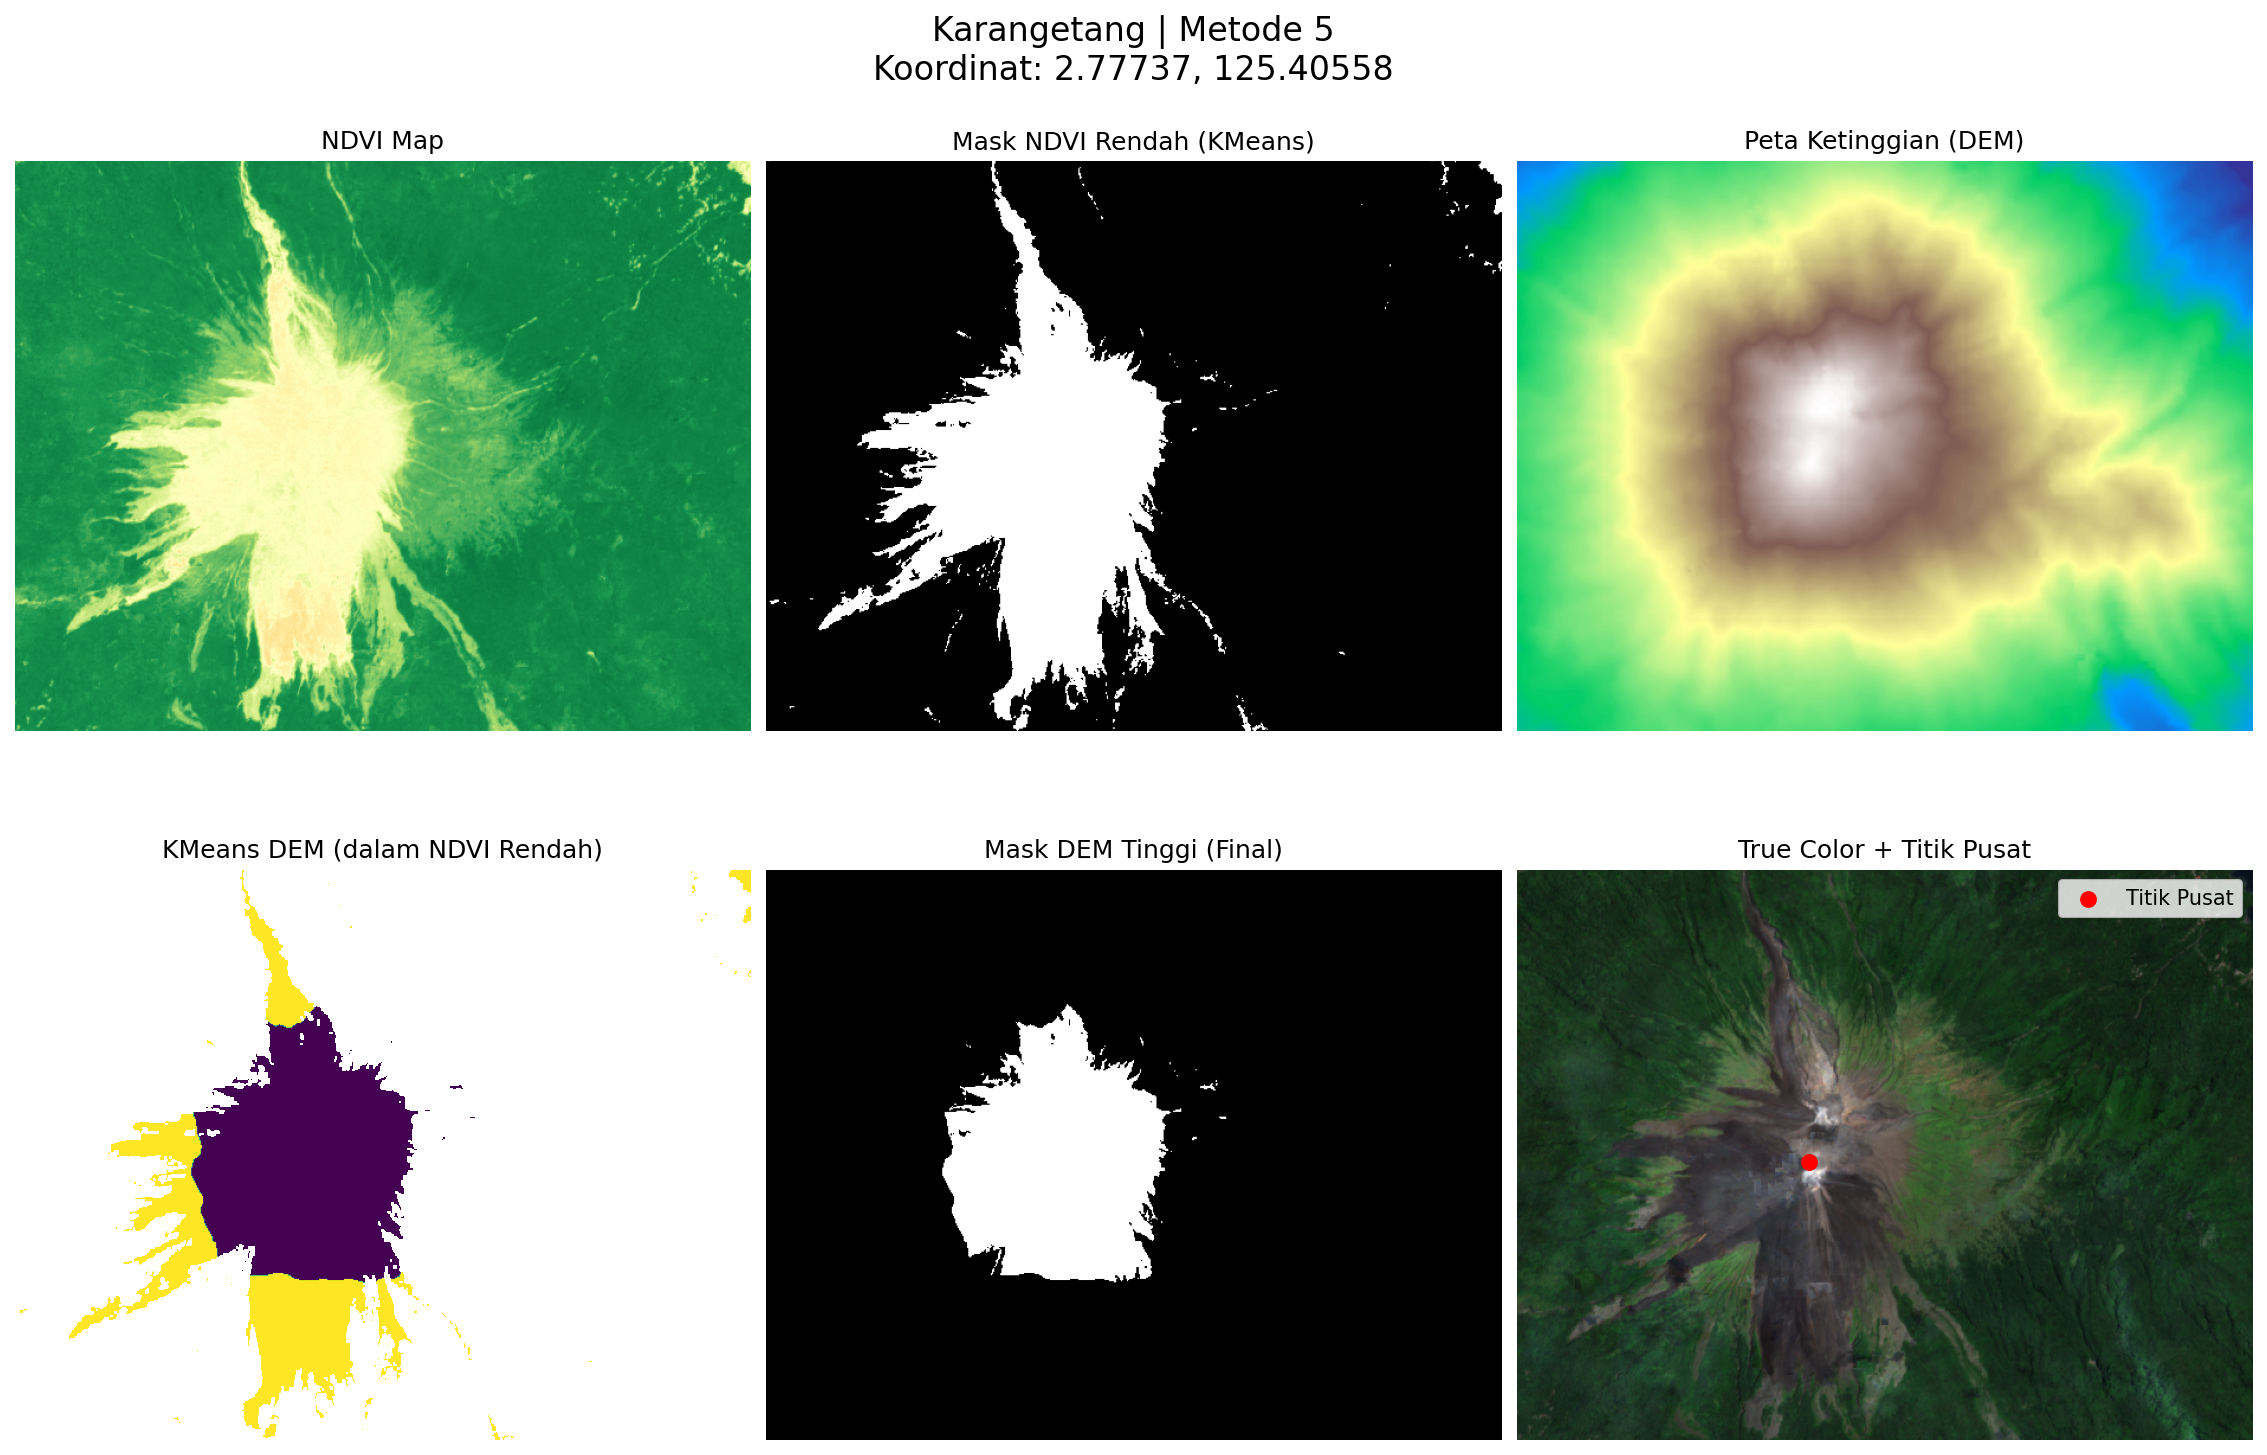 Karangetang | Metode 5
Koordinat: 2.77737, 125.40558
NDVI Map
Mask NDVI Rendah (KMeans)
Peta Ketinggian (DEM)
KMeans DEM (dalam NDVI Rendah)
Mask DEM Tinggi (Final)
True Color + Titik Pusat
Titik Pusat